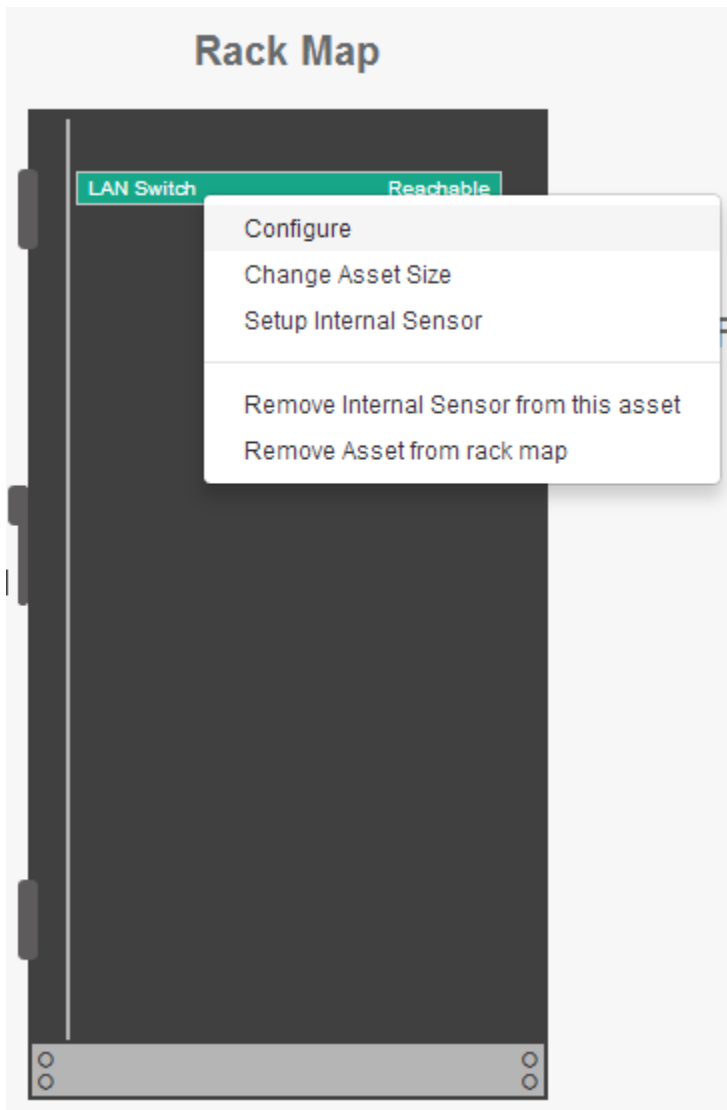 Rack Map
LAN Switch Reachable
Configure
Change Asset Size
Setup Internal Sensor
Remove Internal Sensor from this asset
Remove Asset from rack map